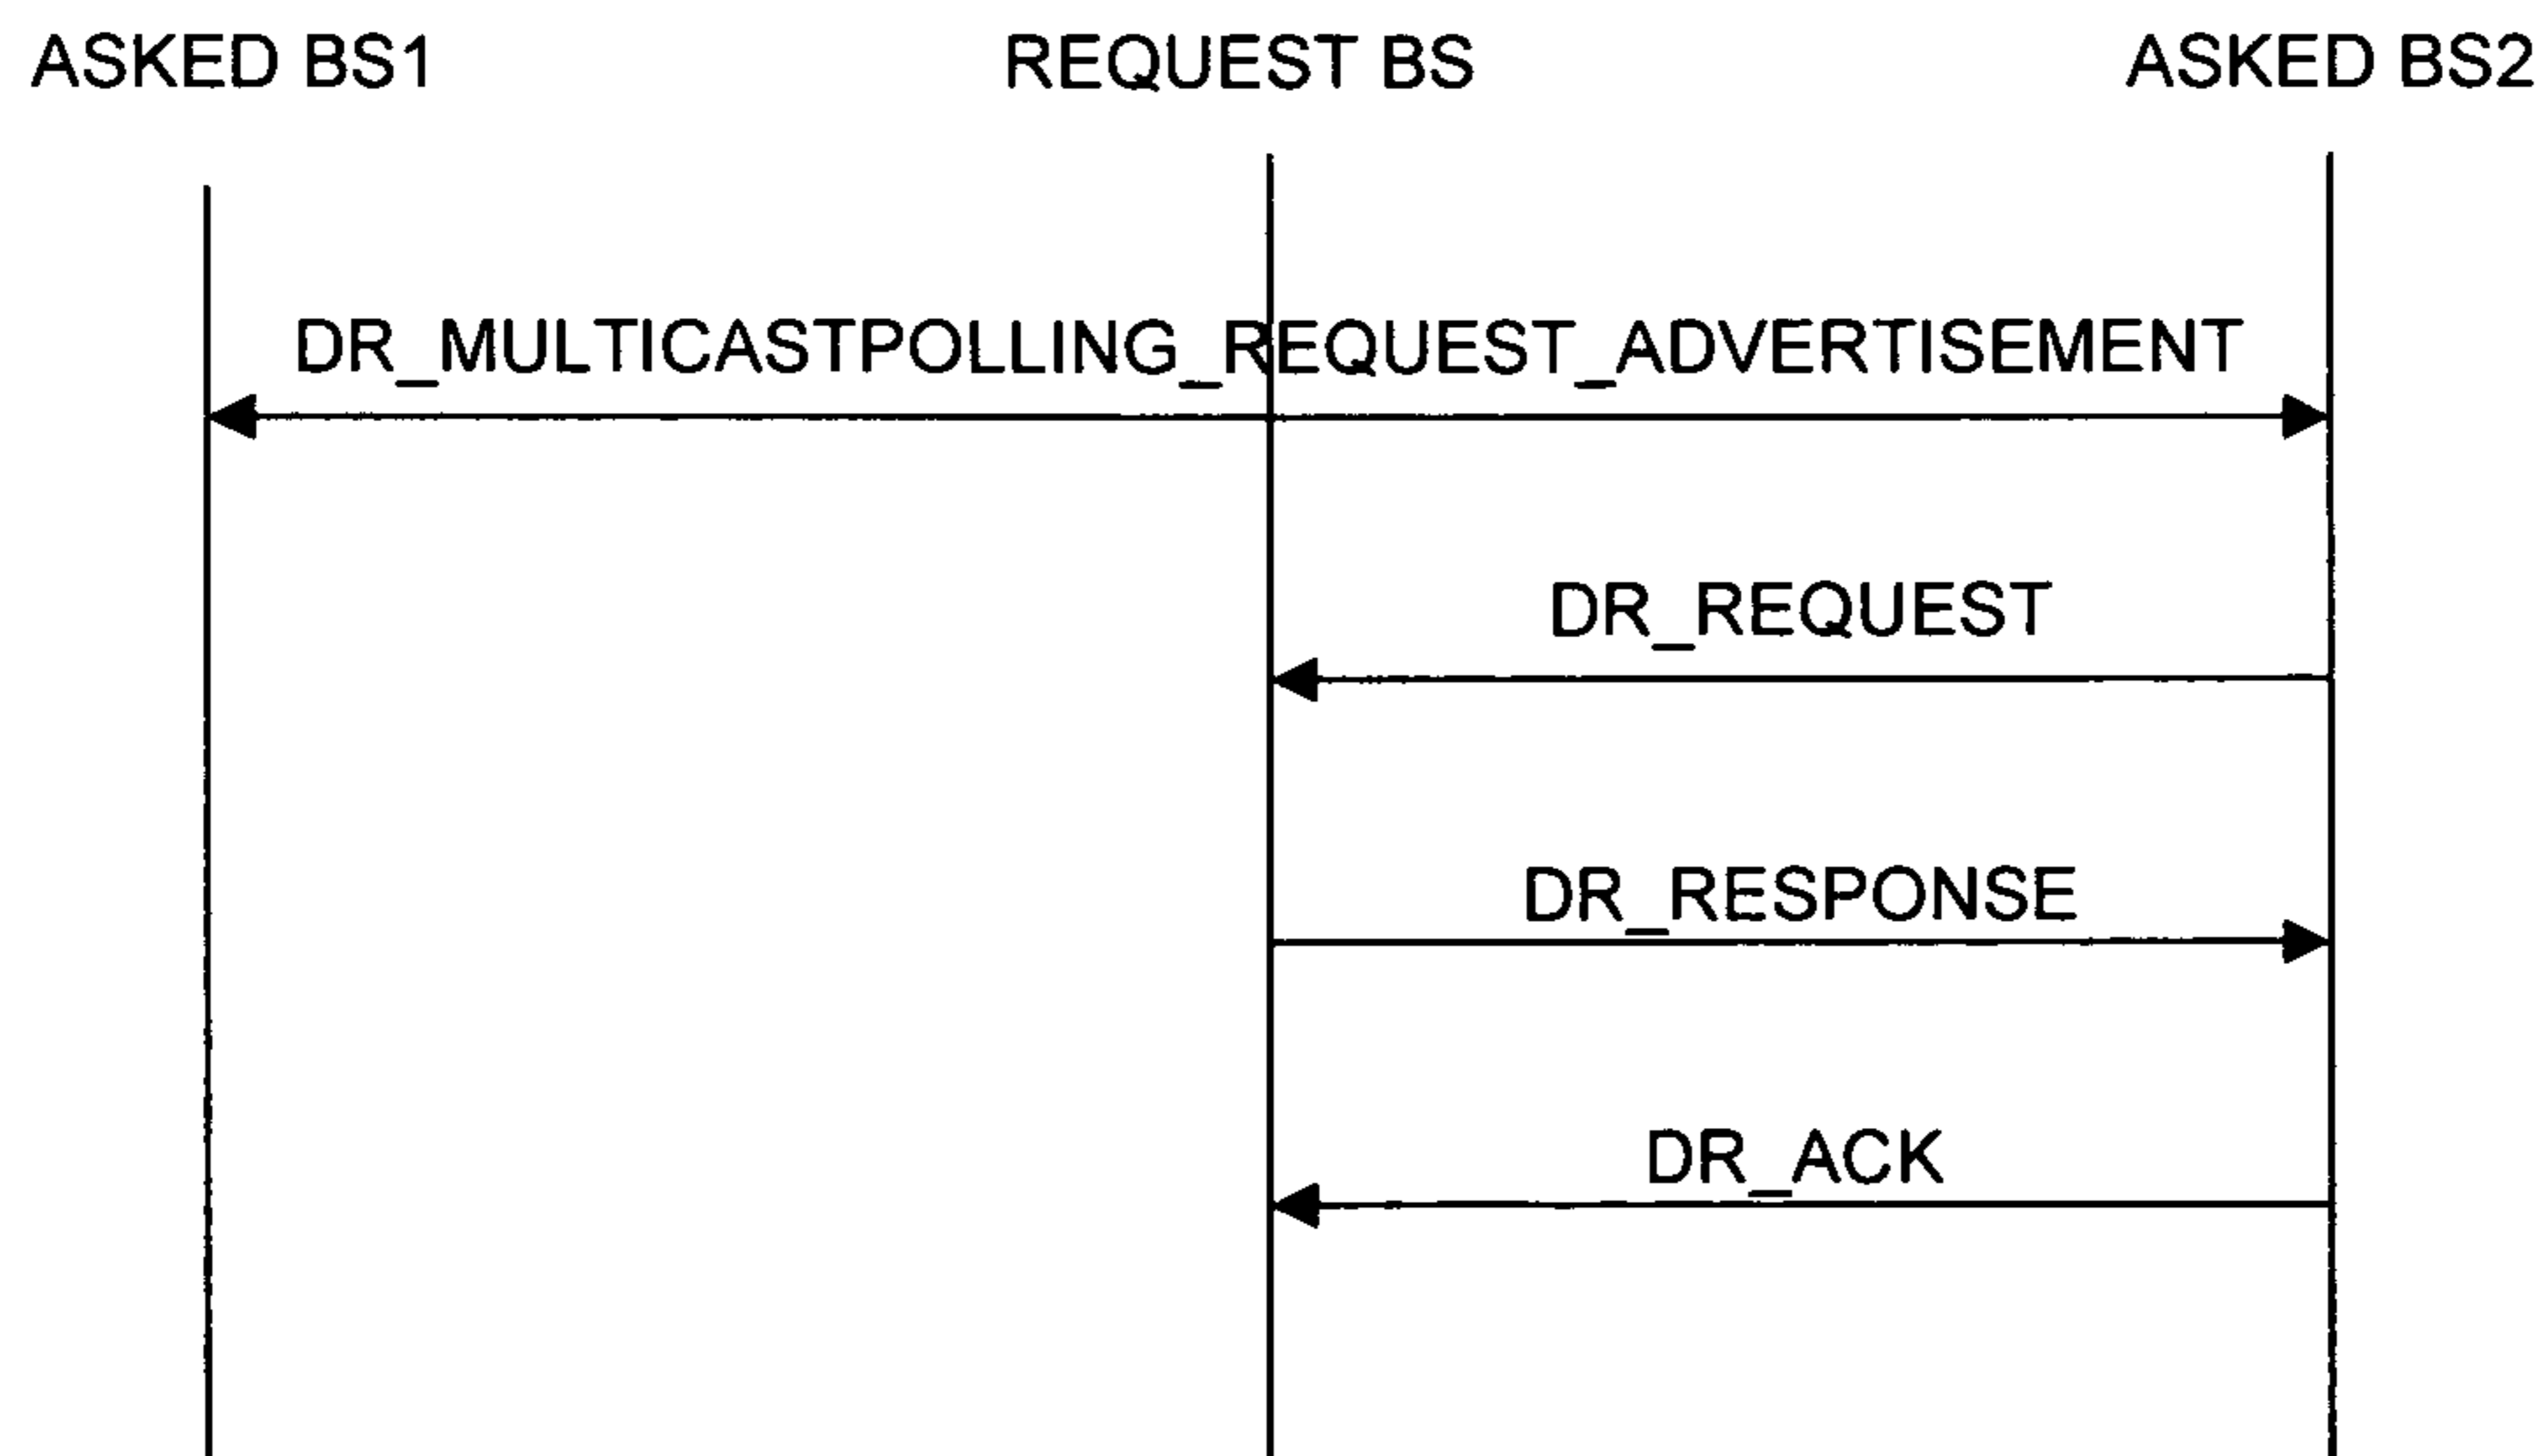 ASKED BS1 REQUEST BS ASKED BS2
DR_MULTICASTPOLLING_REQUEST_ADVERTISEMENT
DR_REQUEST
DR_RESPONSE
DR_ACK